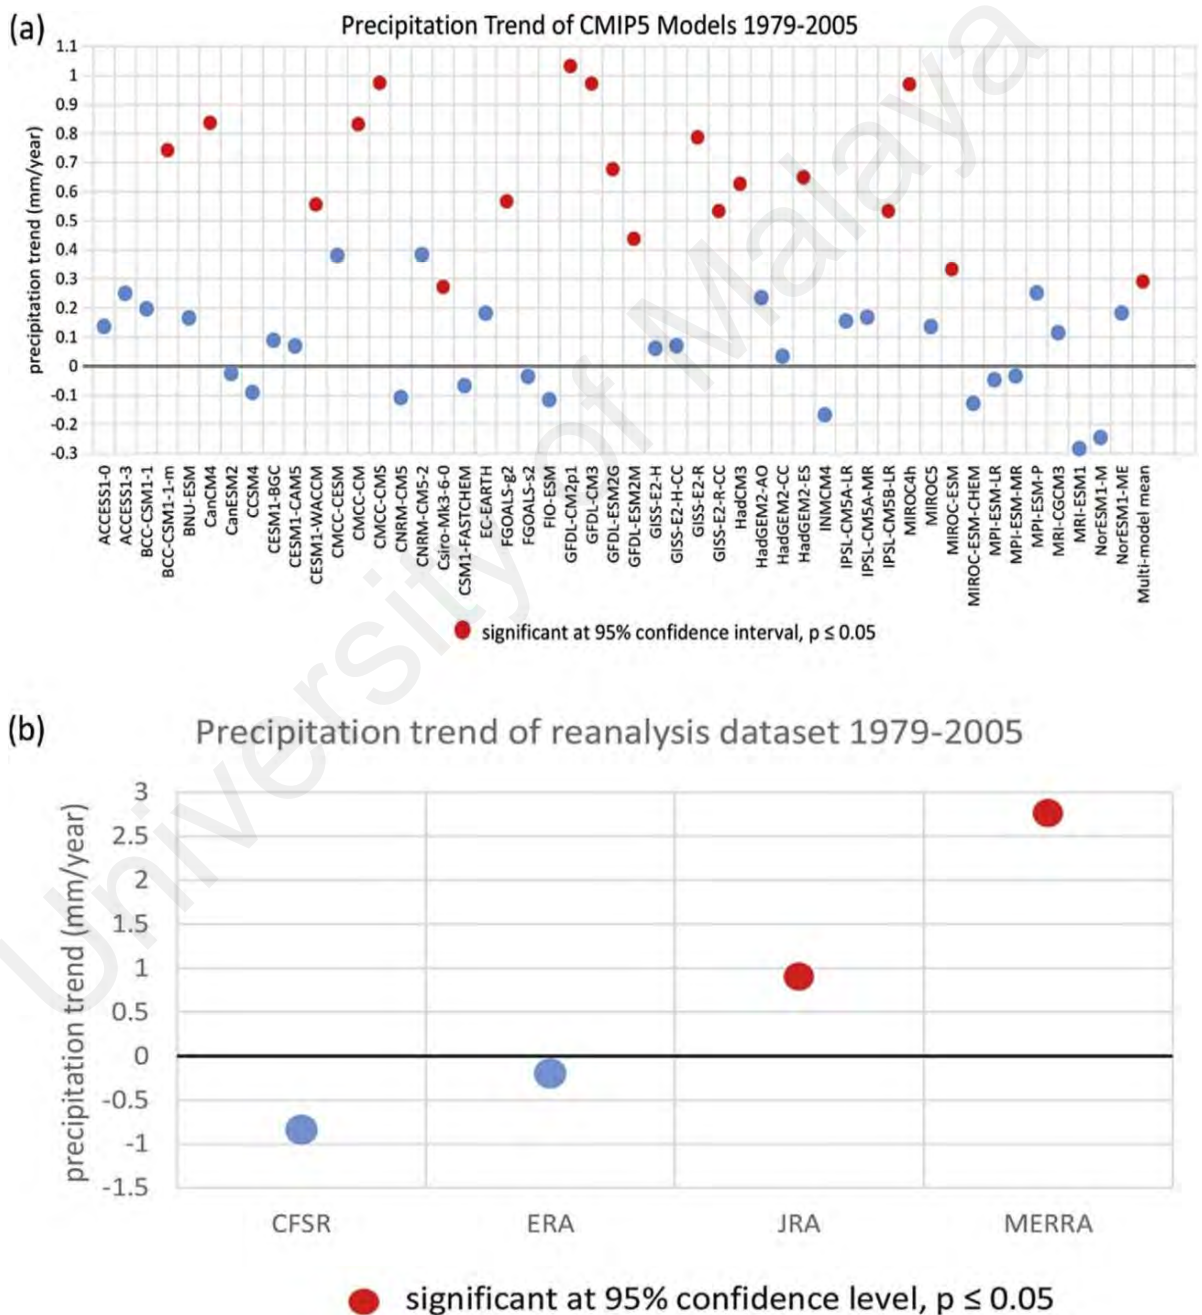 (a)
Precipitation Trend of CMIP5 Models 1979-2005
precipitation trend (mm/year)
1.1
1
0.9
0.8
0.7
0.6
0.5
0.4
0.3
0.2
0.1
0
-0.1
-0.2
-0.3
ACCESS1-0
ACCESS1-3
BCC-CSM1-1
BCC-CSM1-1-m
BNU-ESM
CanCM4
CanESM2
CCSM4
CESM1-BGC
CESM1-CAM5
CESM1-WACCM
CMCC-CESM
CMCC-CM
CMCC-CMS
CNRM-CM5
CNRM-CM5-2
Csiro-Mk3-6-0
CSM1-FASTCHEM
EC-EARTH
FGOALS-g2
FGOALS-s2
FIO-ESM
GFDL-CM2p1
GFDL-CM3
GFDL-ESM2G
GFDL-ESM2M
GISS-E2-H
GISS-E2-H-CC
GISS-E2-R
GISS-E2-R-CC
HadCM3
HadGEM2-AO
HadGEM2-CC
HadGEM2-ES
INMCM4
IPSL-CM5A-LR
IPSL-CM5A-MR
IPSL-CM5B-LR
MIROC4h
MIROC5
MIROC-ESM
MIROC-ESM-CHEM
MPI-ESM-LR
MPI-ESM-MR
MPI-ESM-P
MRI-CGCM3
MRI-ESM1
NorESM1-M
NorESM1-ME
Multi-model mean
significant at 95% confidence interval, p ≤ 0.05
(b)
Precipitation trend of reanalysis dataset 1979-2005
precipitation trend (mm/year)
3
2.5
2
1.5
1
0.5
0
-0.5
-1
-1.5
CFSR
ERA
JRA
MERRA
significant at 95% confidence level, p ≤ 0.05
University of Malaya